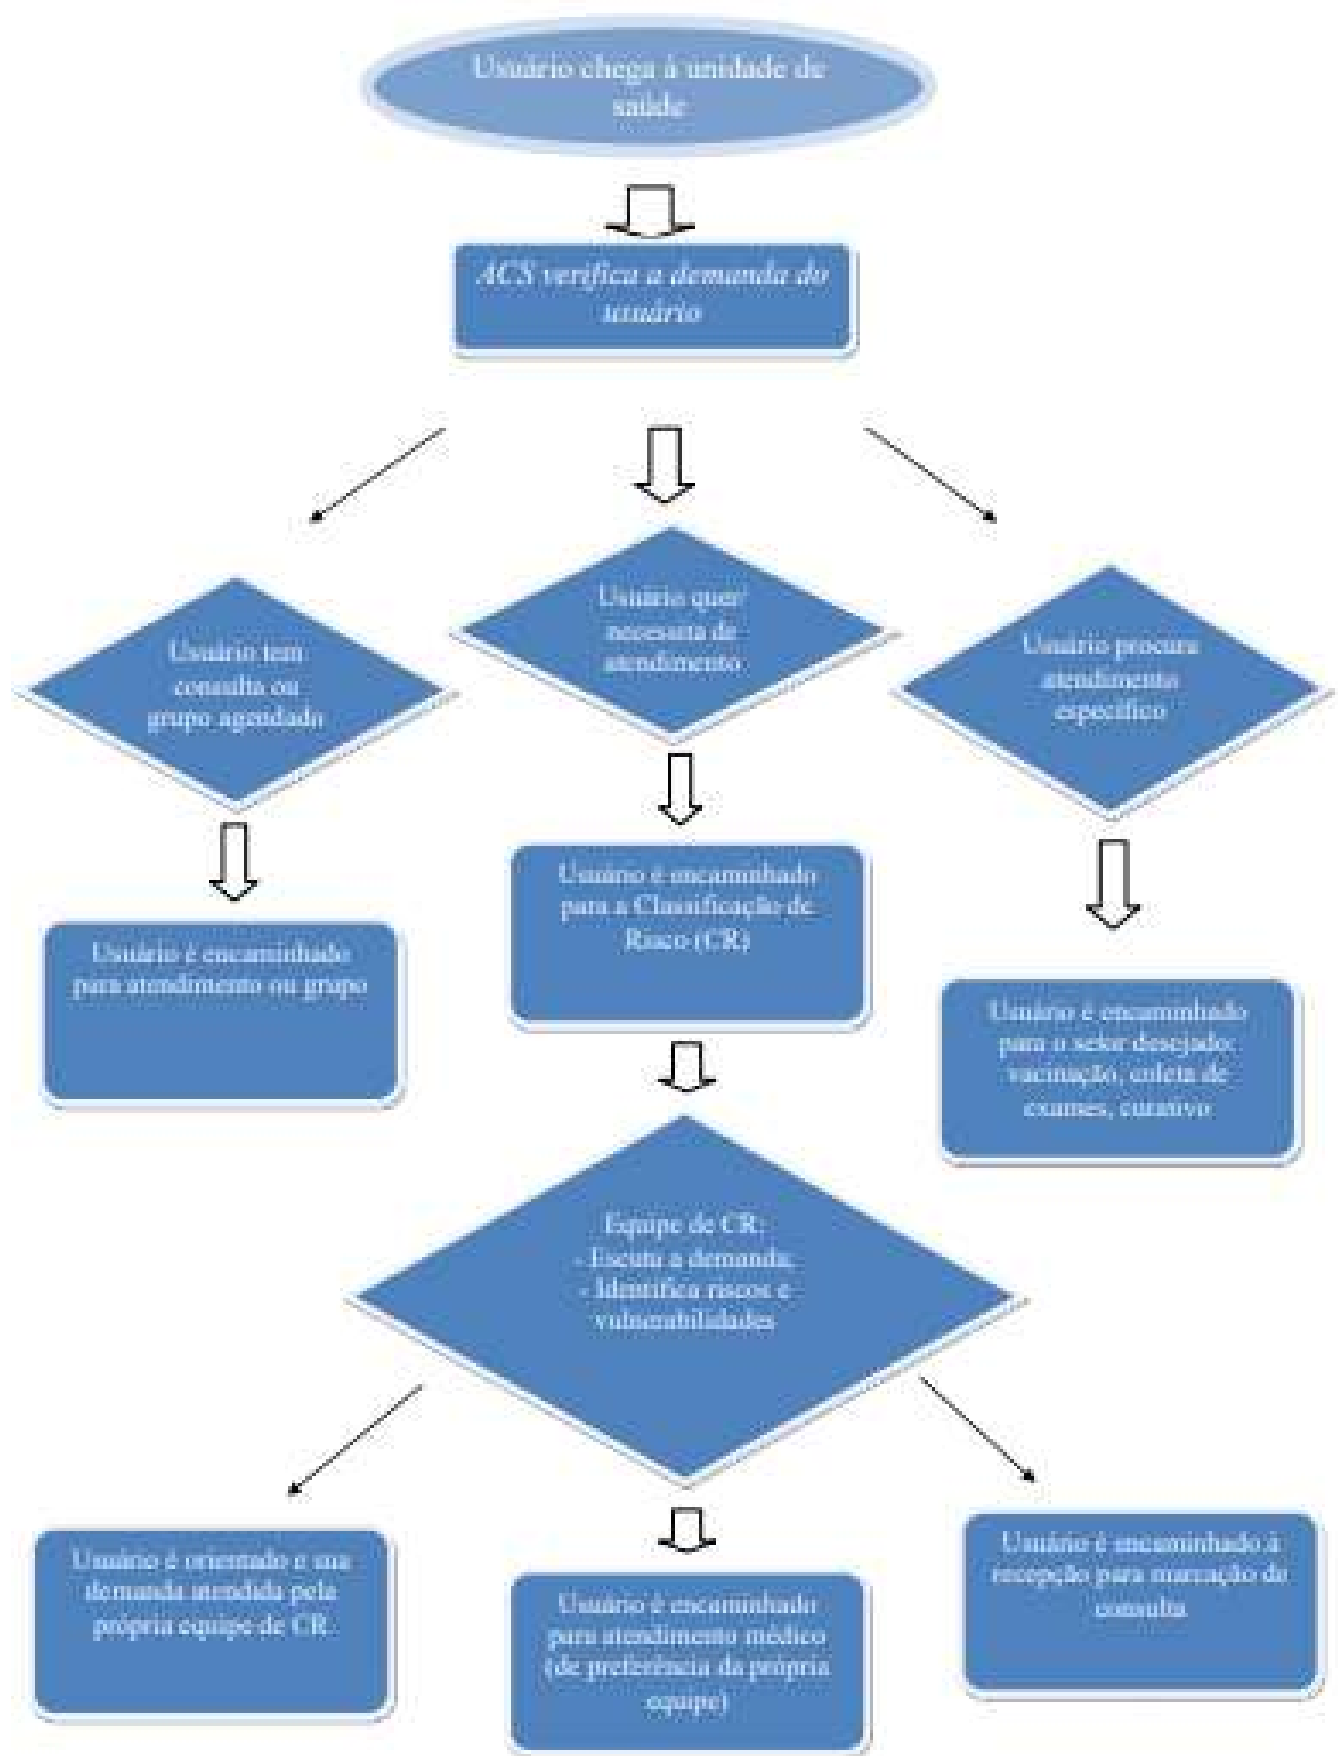 Usuário chega à unidade de
saúde
ACS verifica a demanda do
usuário
Usuário tem
consulta ou
grupo agendado
Usuário quer/
necessita de
atendimento
Usuário procura
atendimento
específico
Usuário é encaminhado
para atendimento ou grupo
Usuário é encaminhado
para a Classificação de
Risco (CR)
Usuário é encaminhado
para o setor desejado:
vacinação, coleta de
exames, curativo
Equipe de CR:
- Escuta a demanda;
- Identifica riscos e
vulnerabilidades
Usuário é orientado e sua
demanda atendida pela
própria equipe de CR.
Usuário é encaminhado
para atendimento médico
(de preferência da própria
equipe)
Usuário é encaminhado à
recepção para marcação de
consulta